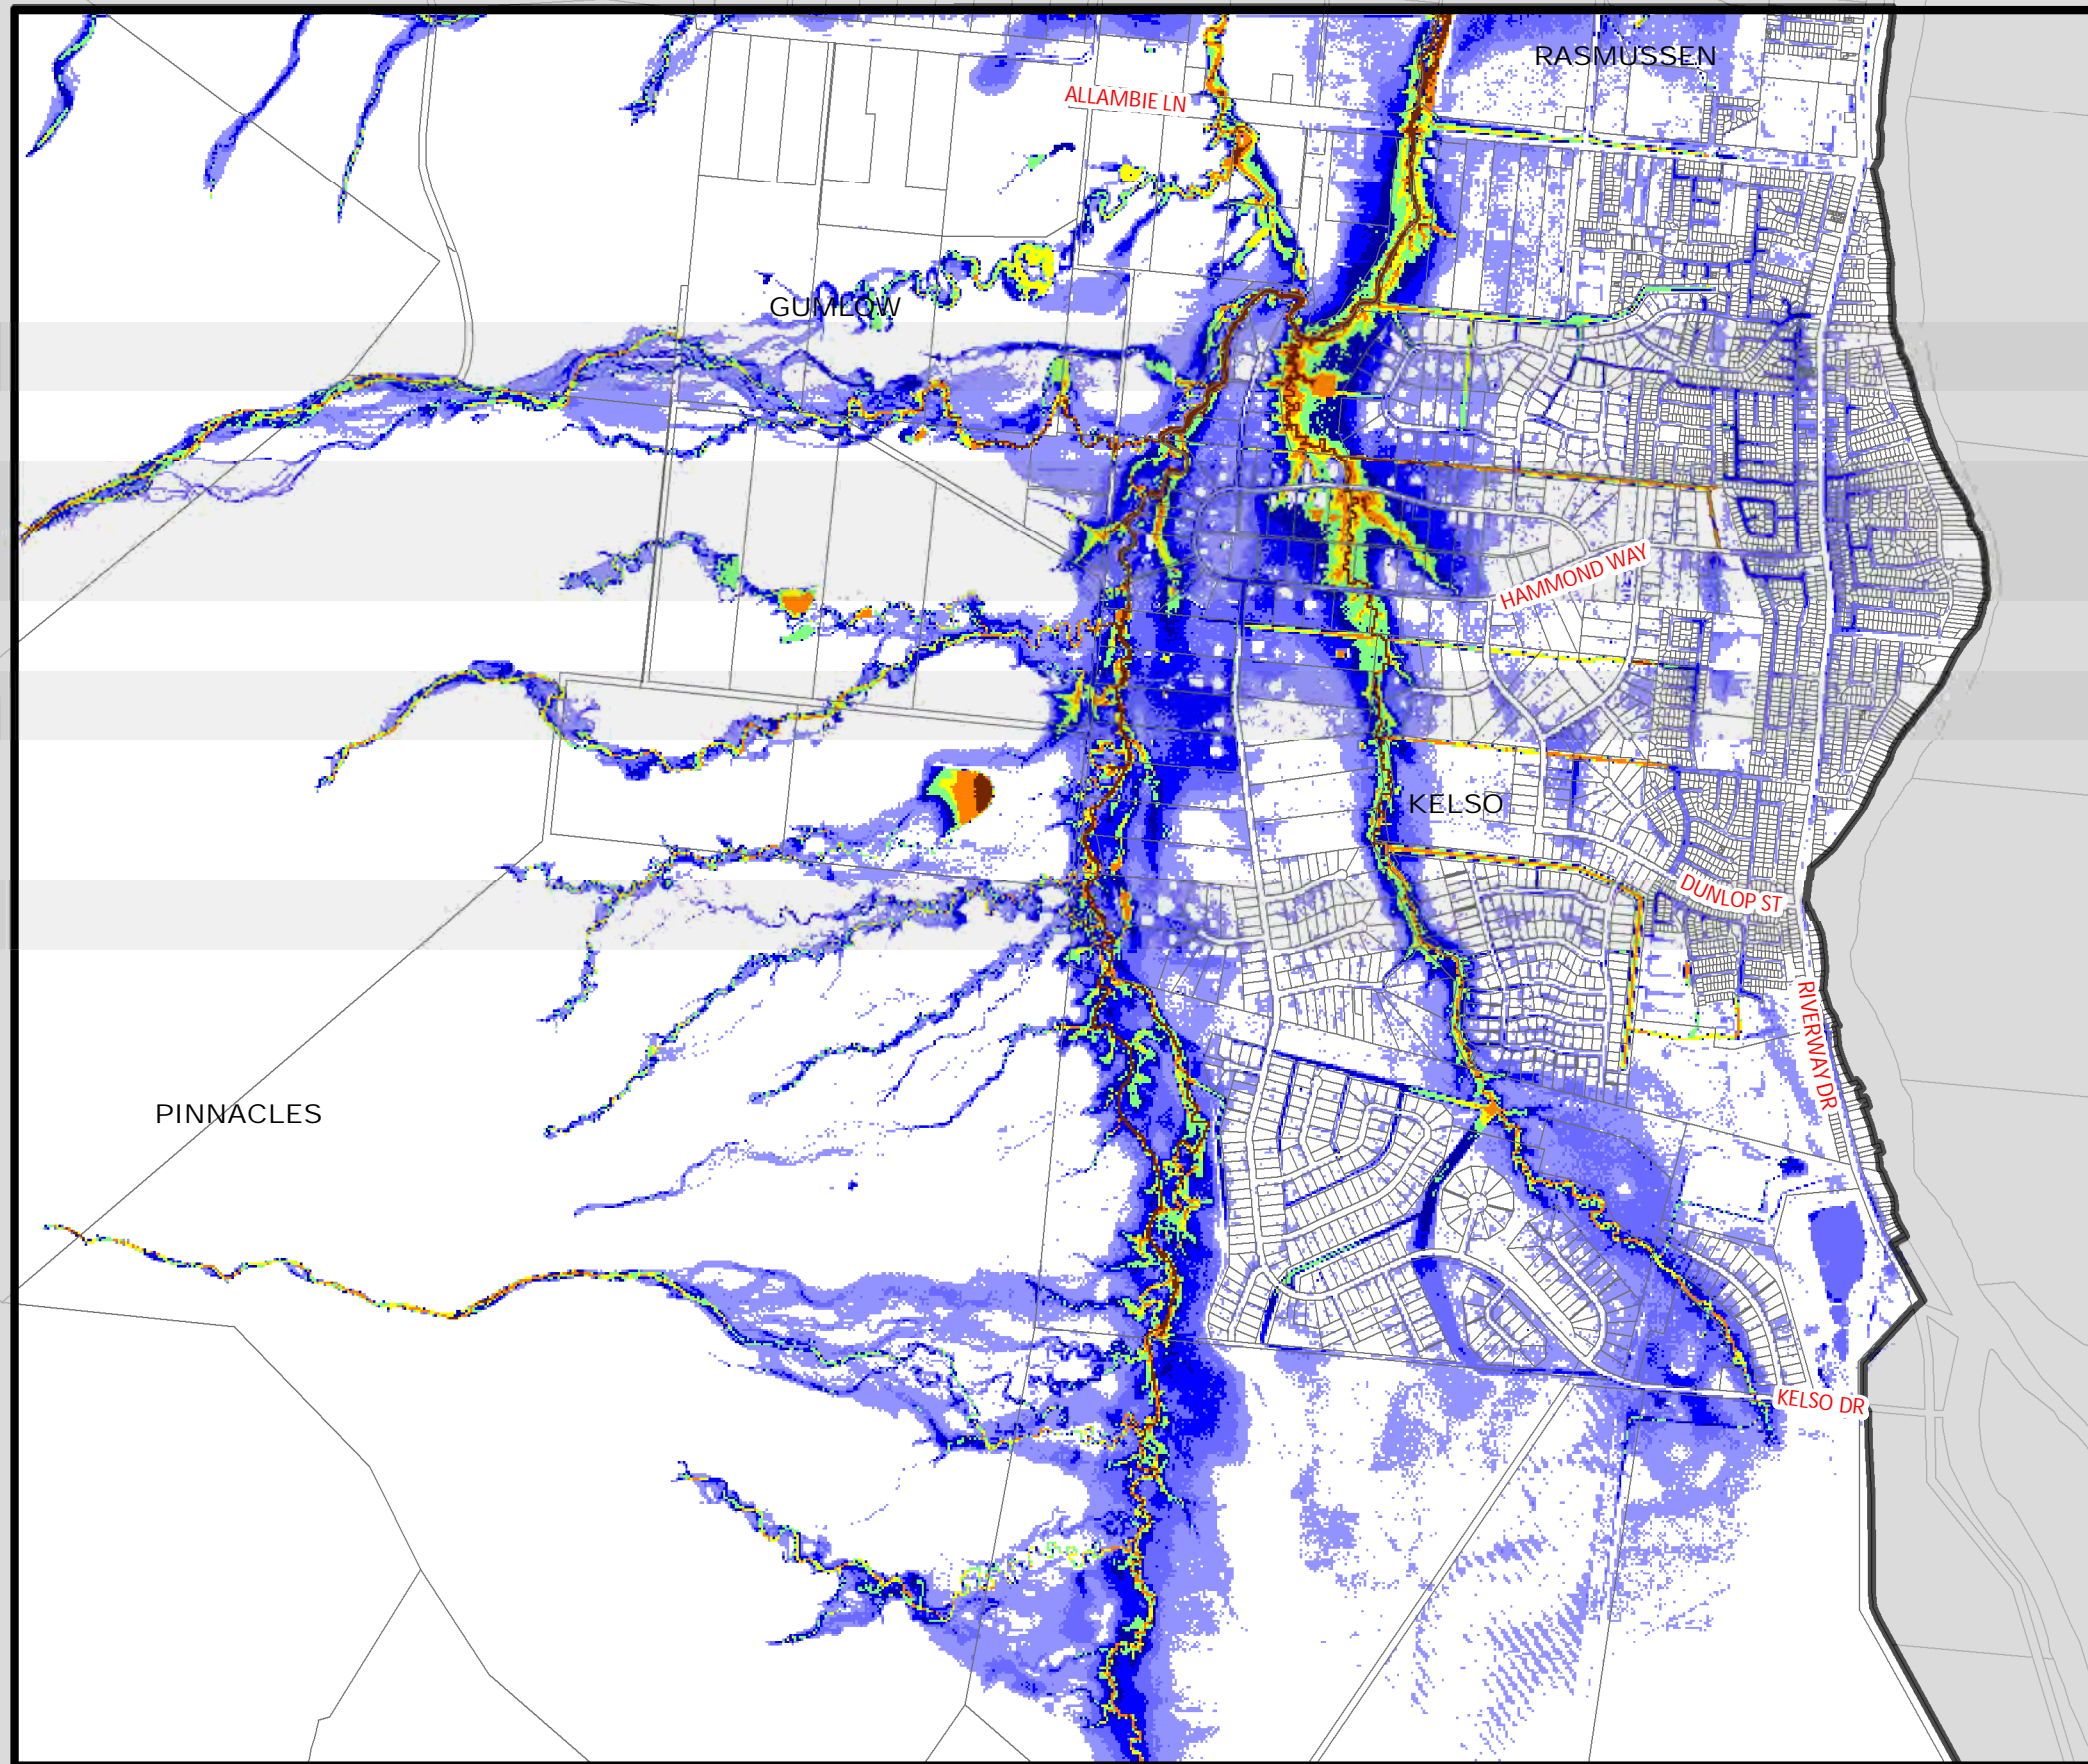 RASMUSSEN
ALLAMBIE LN
GUMLOW
HAMMOND WAY
KELSO
DUNLOP ST
RIVERWAY DR
PINNACLES
KELSO DR